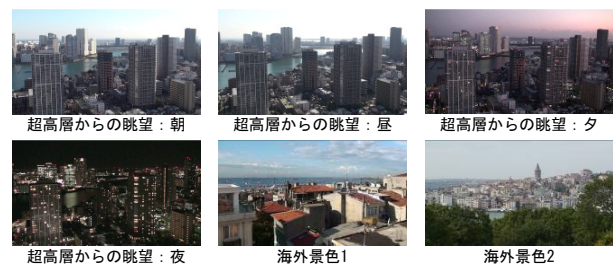 超高層からの眺望：朝
超高層からの眺望：昼
超高層からの眺望：夕
超高層からの眺望：夜
海外景色1
海外景色2